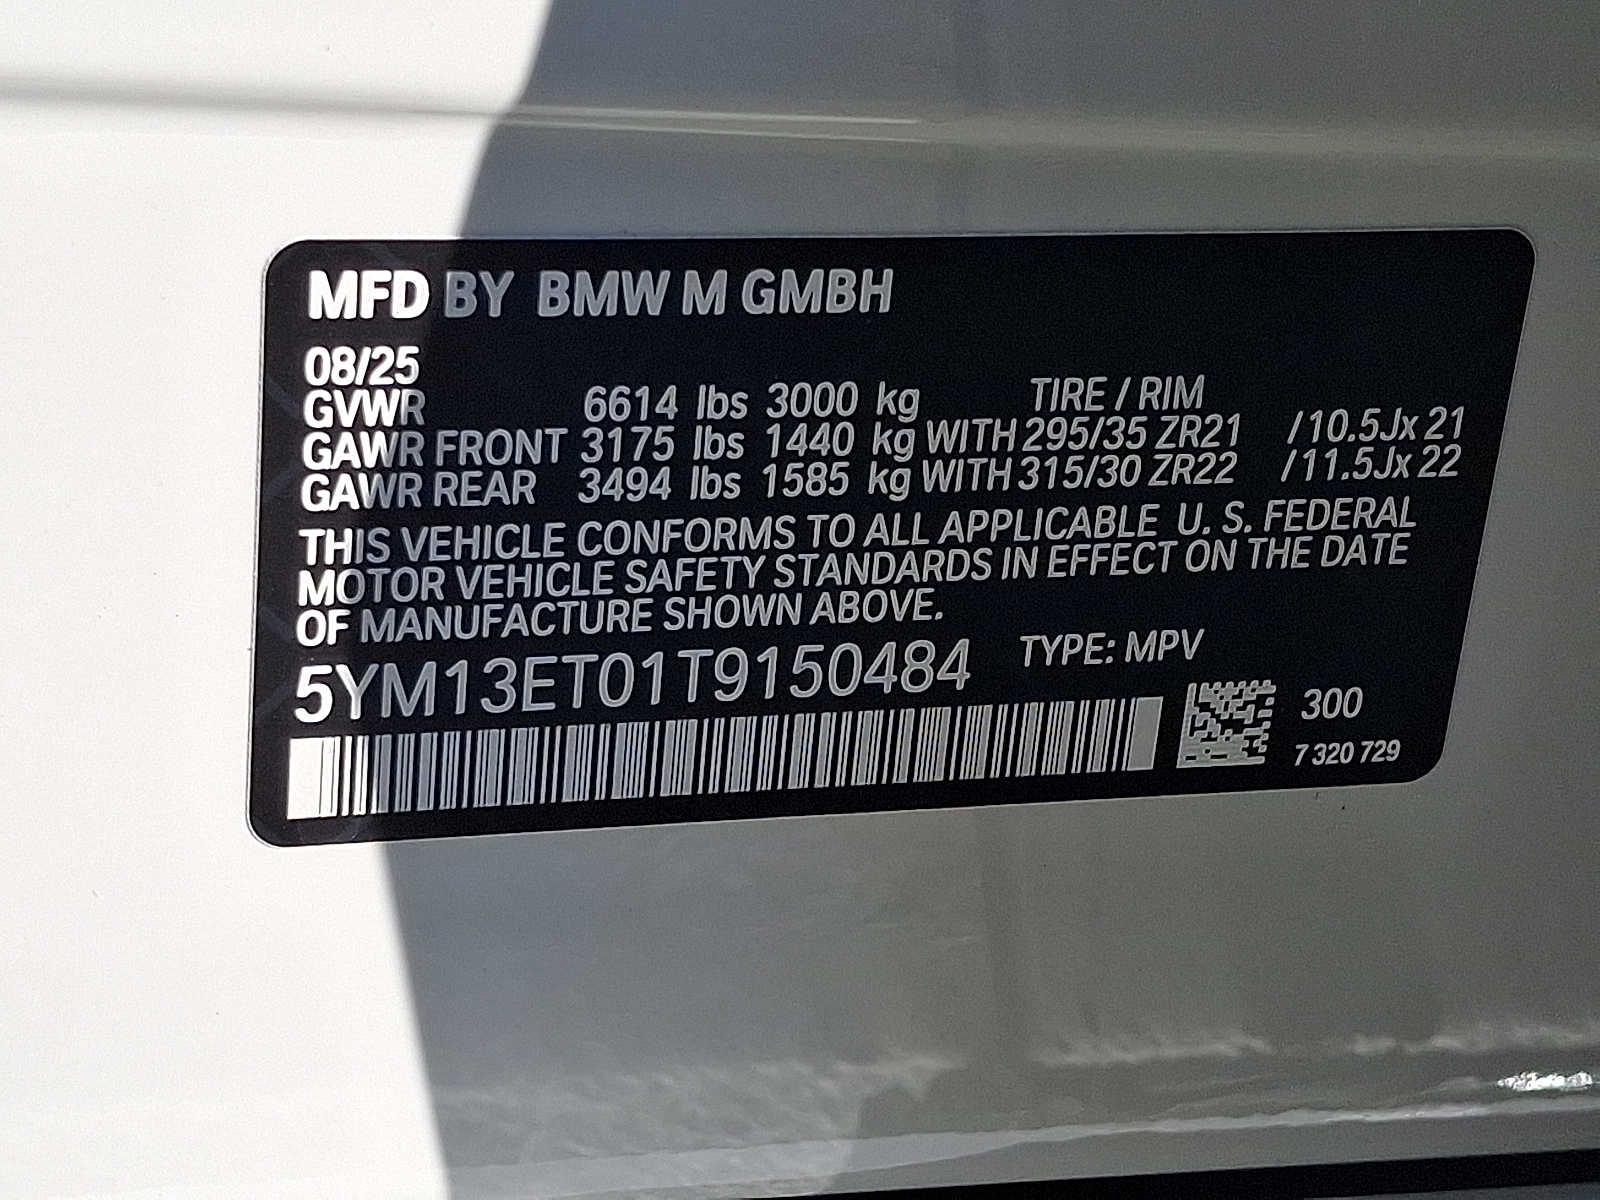 MFD BY BMW M GMBH
08/25
GVWR 6614 lbs 3000 kg TIRE / RIM
GAWR FRONT 3175 lbs 1440 kg WITH 295/35 ZR21 /10.5Jx 21
GAWR REAR 3494 lbs 1585 kg WITH 315/30 ZR22 /11.5Jx 22
THIS VEHICLE CONFORMS TO ALL APPLICABLE U. S. FEDERAL
MOTOR VEHICLE SAFETY STANDARDS IN EFFECT ON THE DATE
OF MANUFACTURE SHOWN ABOVE.
5YM13ET01T9150484 TYPE: MPV
300
7 320 729